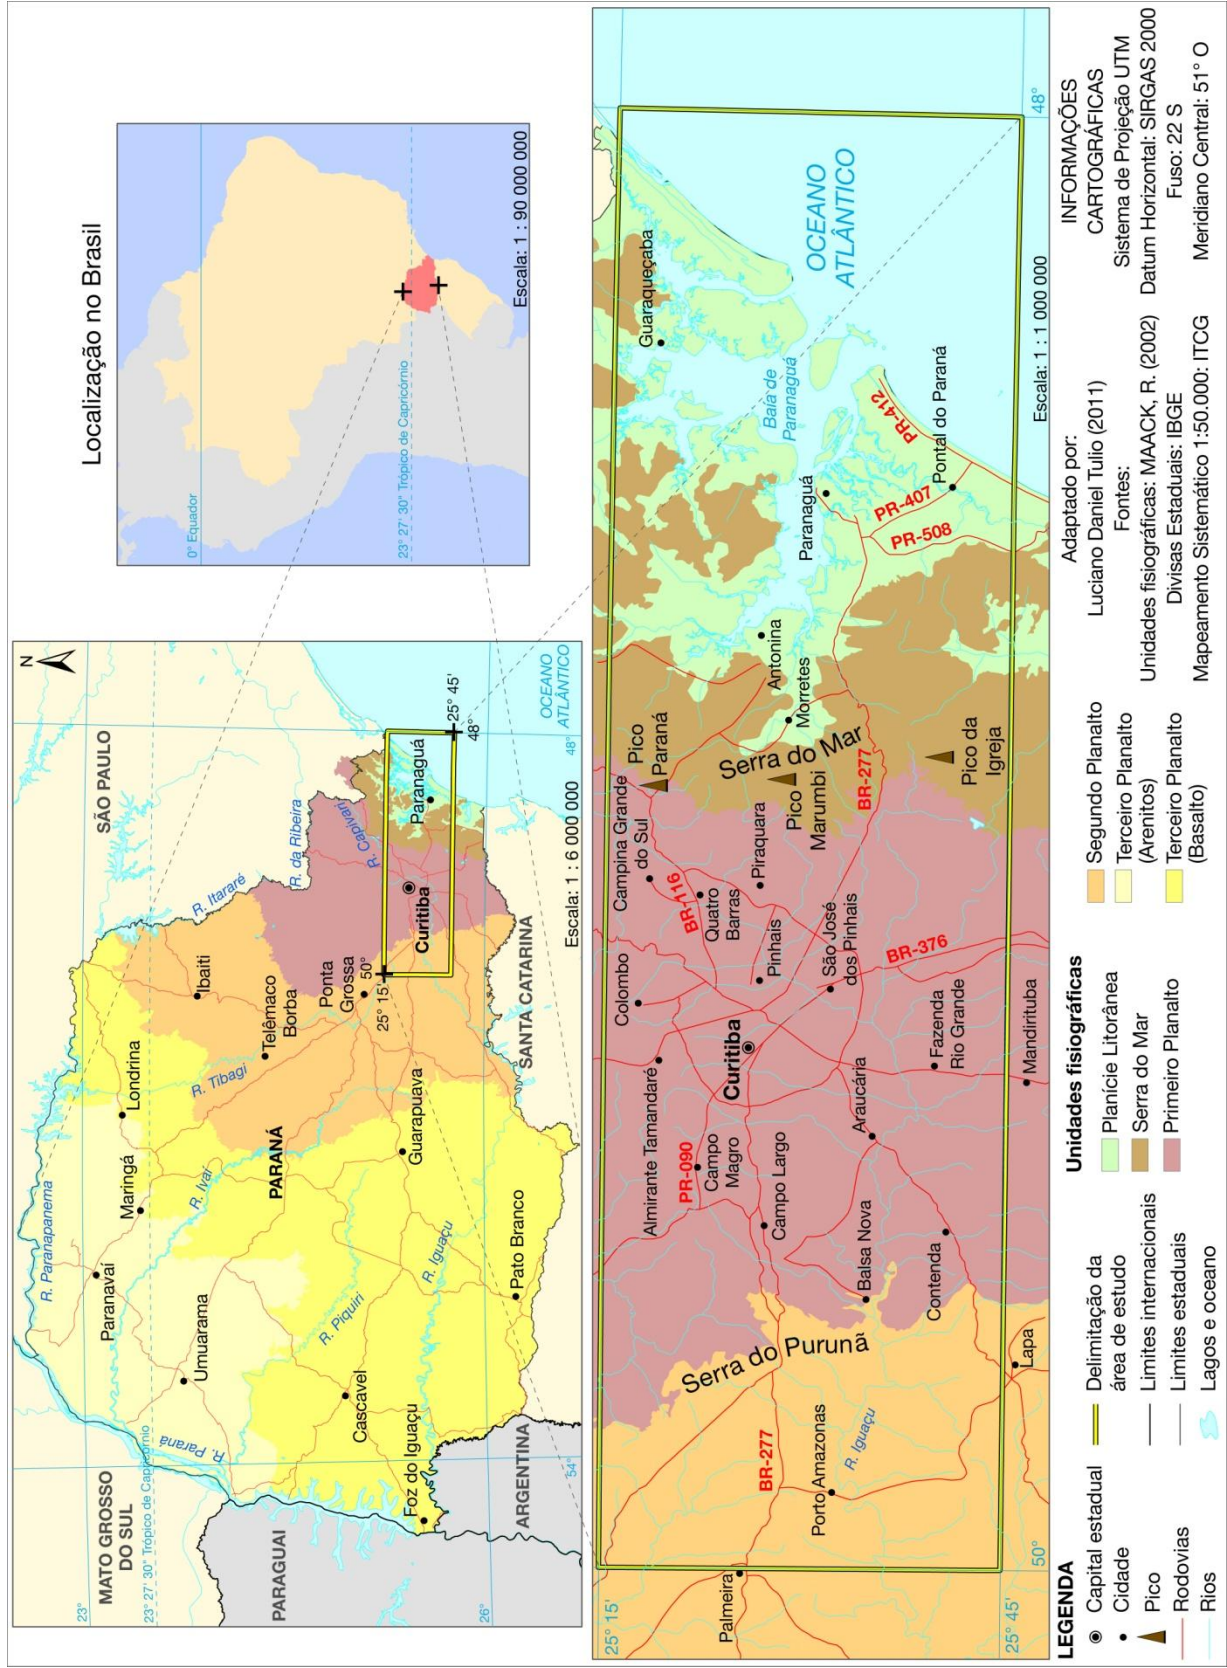 Localização no Brasil
0° Equador
23° 27' 30" Trópico de Capricórnio
Escala: 1 : 90 000 000
N
MATO GROSSO
DO SUL
SÃO PAULO
23°
23° 27' 30" Trópico de Capricórnio
R. Paranapanema
Paranavaí
Maringá
Londrina
R. Itararé
R. da Ribeira
Umuarama
R. Ivaí
R. Tibagi
Ibaiti
Telêmaco
Borba
R. Capivari
R. Paraná
PARANÁ
PARAGUAI
R. Piquiri
Cascavel
Ponta
Grossa
50°
25° 15'
Curitiba
Paranaguá
Guarapuava
Foz do Iguaçu
R. Iguaçu
25° 45'
48°
48°
26°
Pato Branco
ARGENTINA
SANTA CATARINA
OCEANO
ATLÂNTICO
54°
Escala: 1 : 6 000 000
25° 15'
Almirante Tamandaré
Colombo
Campina Grande
do Sul
Pico
Paraná
Guaraqueçaba
PR-090
Campo
Magro
BR-116
Quatro
Barras
Serra do Purunã
Palmeira
BR-277
Campo Largo
Curitiba
Pinhais
Piraquara
Pico
Marumbi
Serra do Mar
Antonina
Morretes
Baía de
Paranaguá
Paranaguá
OCEANO
ATLÂNTICO
Porto Amazonas
R. Iguaçu
Balsa Nova
Araucária
São José
dos Pinhais
BR-277
BR-376
PR-407
PR-508
PR-412
Pontal do Paraná
Contenda
Fazenda
Rio Grande
Pico da
Igreja
Lapa
Mandirituba
25° 45'
50°
48°
Escala: 1 : 1 000 000
LEGENDA
Capital estadual
Cidade
Pico
Rodovias
Rios
Delimitação da
área de estudo
Limites internacionais
Limites estaduais
Lagos e oceano
Unidades fisiográficas
Planície Litorânea
Serra do Mar
Primeiro Planalto
Segundo Planalto
Terceiro Planalto
(Arenitos)
Terceiro Planalto
(Basalto)
Adaptado por:
Luciano Daniel Tulio (2011)
Fontes:
Unidades fisiográficas: MAACK, R. (2002)
Divisas Estaduais: IBGE
Mapeamento Sistemático 1:50.000: ITCG
INFORMAÇÕES
CARTOGRÁFICAS
Sistema de Projeção UTM
Datum Horizontal: SIRGAS 2000
Fuso: 22 S
Meridiano Central: 51° O